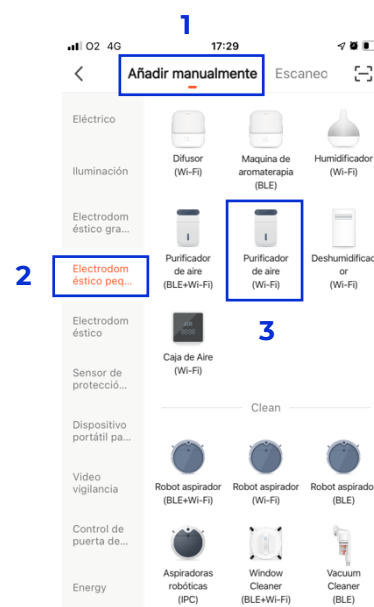 1
O2 4G 17:29
Añadir manualmente Escaneo
Eléctrico
Iluminación
Electrodom
éstico gra...
2
Electrodom
éstico peq...
Electrodom
éstico
Sensor de
protecció...
Dispositivo
portátil pa...
Video
vigilancia
Control de
puerta de...
Energy
Difusor
(Wi-Fi)
Maquina de
aromaterapia
(BLE)
Humidificador
(Wi-Fi)
Purificador
de aire
(BLE+Wi-Fi)
Purificador
de aire
(Wi-Fi)
Deshumidificad
or
(Wi-Fi)
3
Caja de Aire
(Wi-Fi)
Clean
Robot aspirador
(BLE+Wi-Fi)
Robot aspirador
(Wi-Fi)
Robot aspirador
(BLE)
Aspiradoras
robóticas
(IPC)
Window
Cleaner
(BLE+Wi-Fi)
Vacuum
Cleaner
(BLE)